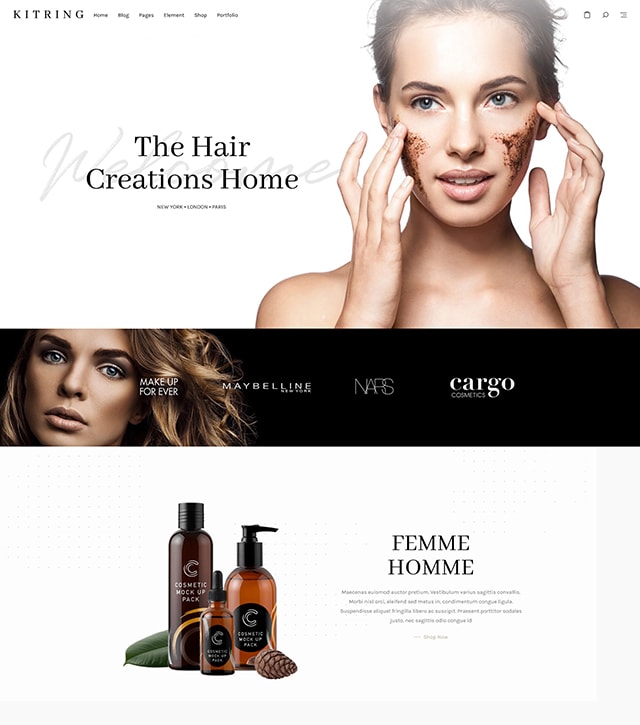 KITRING Home Blog Pages Element Shop Portfolio
Welcome
The Hair
Creations Home
NEW YORK • LONDON • PARIS
MAKE UP
FOR EVER
MAYBELLINE
NEW YORK
NARS
cargo
COSMETICS
FEMME
HOMME
Maecenas euismod auctor pretium. Vestibulum varius sagittis convallis.
Morbi nisl orci, eleifend sed metus in, condimentum congue ligula.
Suspendisse aliquet fringilla libero ac suscipit. Praesent porttitor sodales
justo, nec sagittis odio congue id
Shop Now
C
COSMETIC
MOCK UP
PACK
C
COSMETIC
MOCK UP
PACK
C
COSMETIC
MOCK UP
PACK